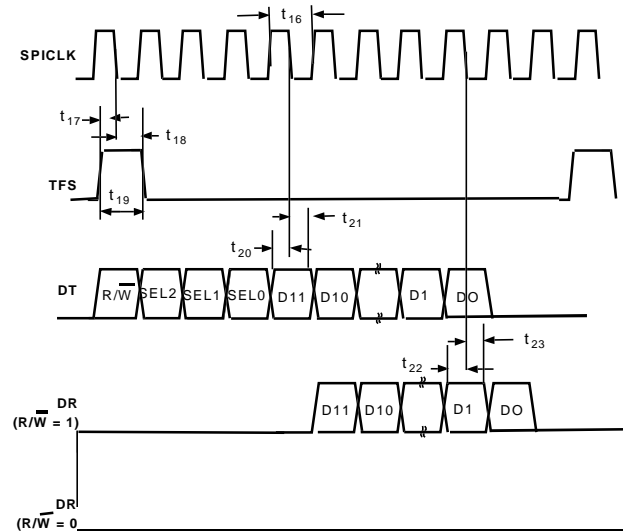 t16
SPICLK
t17
t18
TFS
t19
t21
t20
DT
R/W̅ SEL2 SEL1 SEL0 D11 D10 D1 DO
t23
t22
DR
(R/W̅ = 1)
D11 D10 D1 DO
DR
(R/W̅ = 0